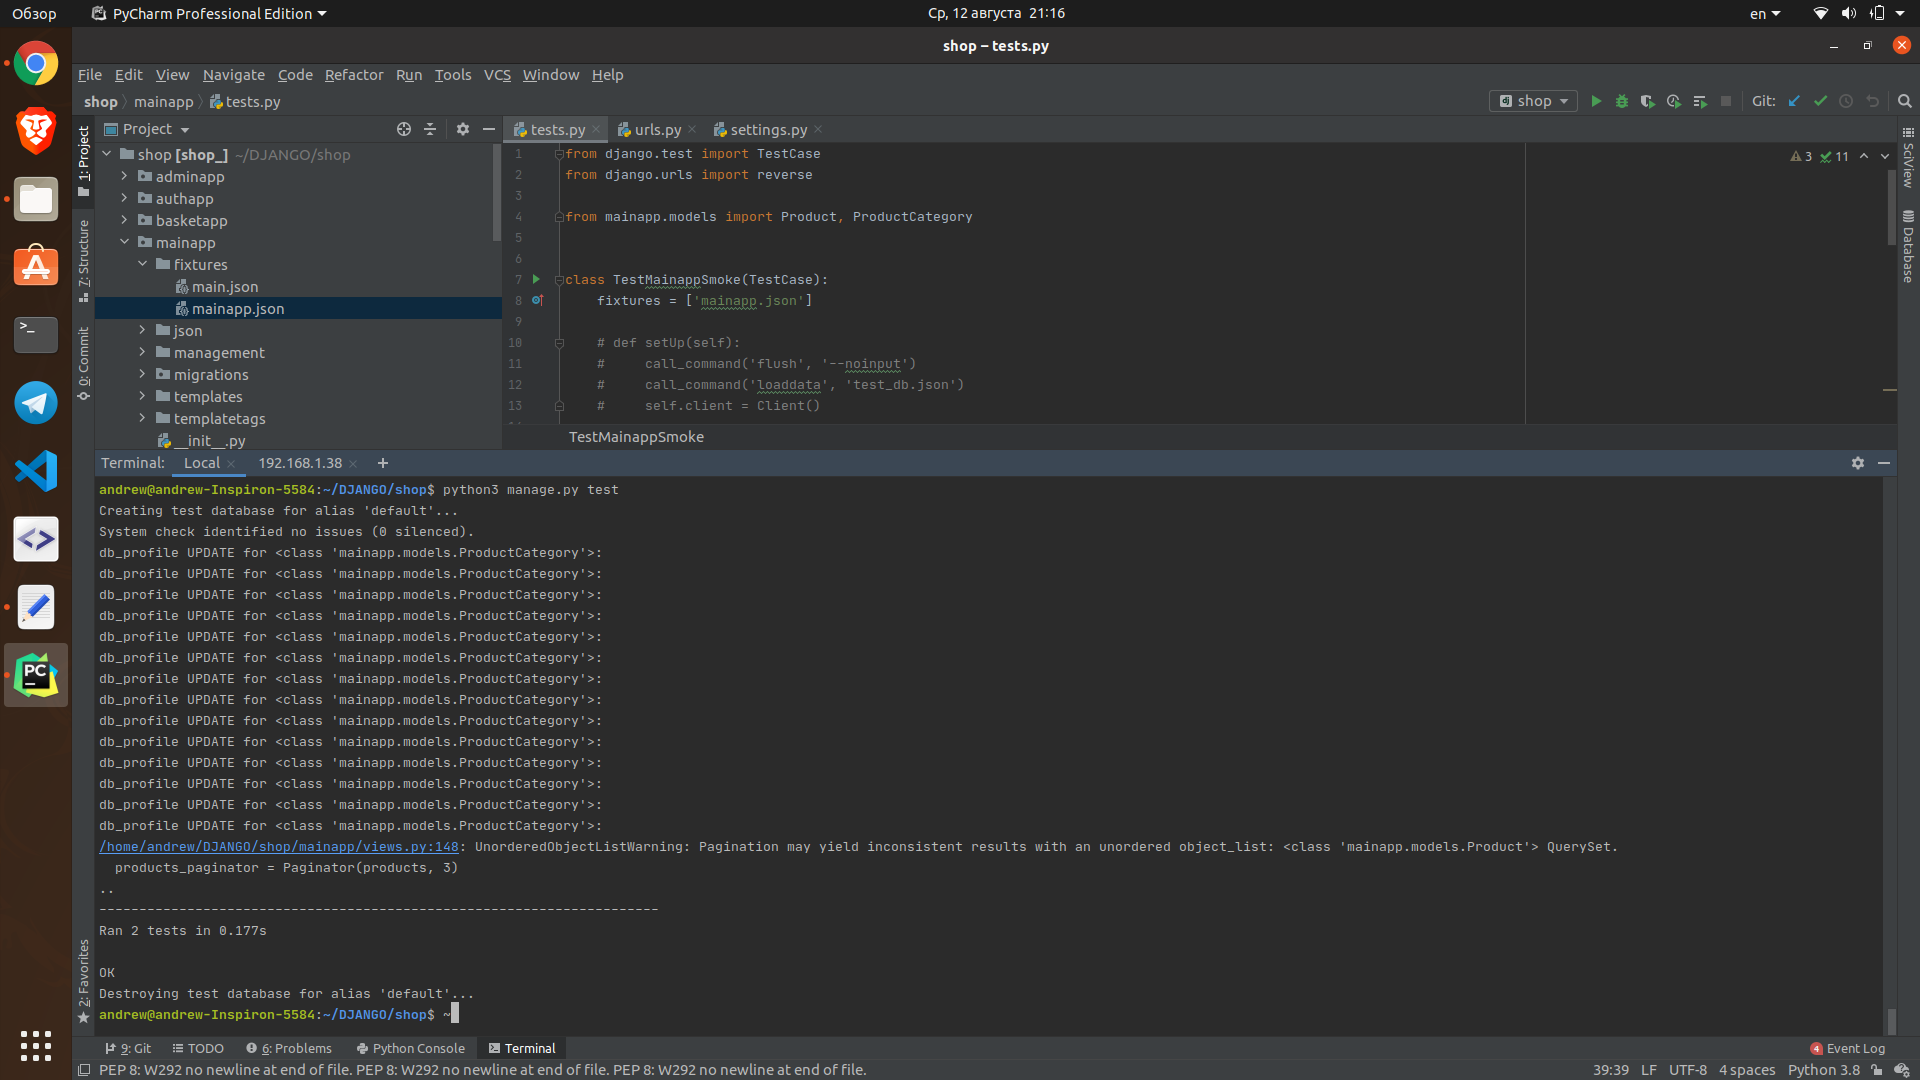 Обзор
PyCharm Professional Edition
Ср, 12 августа 21:16
en
shop – tests.py
File Edit View Navigate Code Refactor Run Tools VCS Window Help
shop mainapp tests.py
shop
Git:
1: Project
7: Structure
0: Commit
2: Favorites
Project
shop [shop_] ~/DJANGO/shop
adminapp
authapp
basketapp
mainapp
fixtures
main.json
mainapp.json
json
management
migrations
templates
templatetags
__init__.py
tests.py urls.py settings.py
3 11
1 from django.test import TestCase
2 from django.urls import reverse
3
4 from mainapp.models import Product, ProductCategory
5
6
7 class TestMainappSmoke(TestCase):
8 fixtures = ['mainapp.json']
9
10 # def setUp(self):
11 #     call_command('flush', '--noinput')
12 #     call_command('loaddata', 'test_db.json')
13 #     self.client = Client()
TestMainappSmoke
SciView
Database
Terminal: Local 192.168.1.38 +
andrew@andrew-Inspiron-5584:~/DJANGO/shop$ python3 manage.py test
Creating test database for alias 'default'...
System check identified no issues (0 silenced).
db_profile UPDATE for <class 'mainapp.models.ProductCategory'>:
db_profile UPDATE for <class 'mainapp.models.ProductCategory'>:
db_profile UPDATE for <class 'mainapp.models.ProductCategory'>:
db_profile UPDATE for <class 'mainapp.models.ProductCategory'>:
db_profile UPDATE for <class 'mainapp.models.ProductCategory'>:
db_profile UPDATE for <class 'mainapp.models.ProductCategory'>:
db_profile UPDATE for <class 'mainapp.models.ProductCategory'>:
db_profile UPDATE for <class 'mainapp.models.ProductCategory'>:
db_profile UPDATE for <class 'mainapp.models.ProductCategory'>:
db_profile UPDATE for <class 'mainapp.models.ProductCategory'>:
db_profile UPDATE for <class 'mainapp.models.ProductCategory'>:
db_profile UPDATE for <class 'mainapp.models.ProductCategory'>:
db_profile UPDATE for <class 'mainapp.models.ProductCategory'>:
db_profile UPDATE for <class 'mainapp.models.ProductCategory'>:
/home/andrew/DJANGO/shop/mainapp/views.py:148: UnorderedObjectListWarning: Pagination may yield inconsistent results with an unordered object_list: <class 'mainapp.models.Product'> QuerySet.
products_paginator = Paginator(products, 3)
..
----------------------------------------------------------------------
Ran 2 tests in 0.177s
OK
Destroying test database for alias 'default'...
andrew@andrew-Inspiron-5584:~/DJANGO/shop$ ~
9: Git TODO 6: Problems Python Console Terminal
4 Event Log
PEP 8: W292 no newline at end of file. PEP 8: W292 no newline at end of file. PEP 8: W292 no newline at end of file.
39:39 LF UTF-8 4 spaces Python 3.8